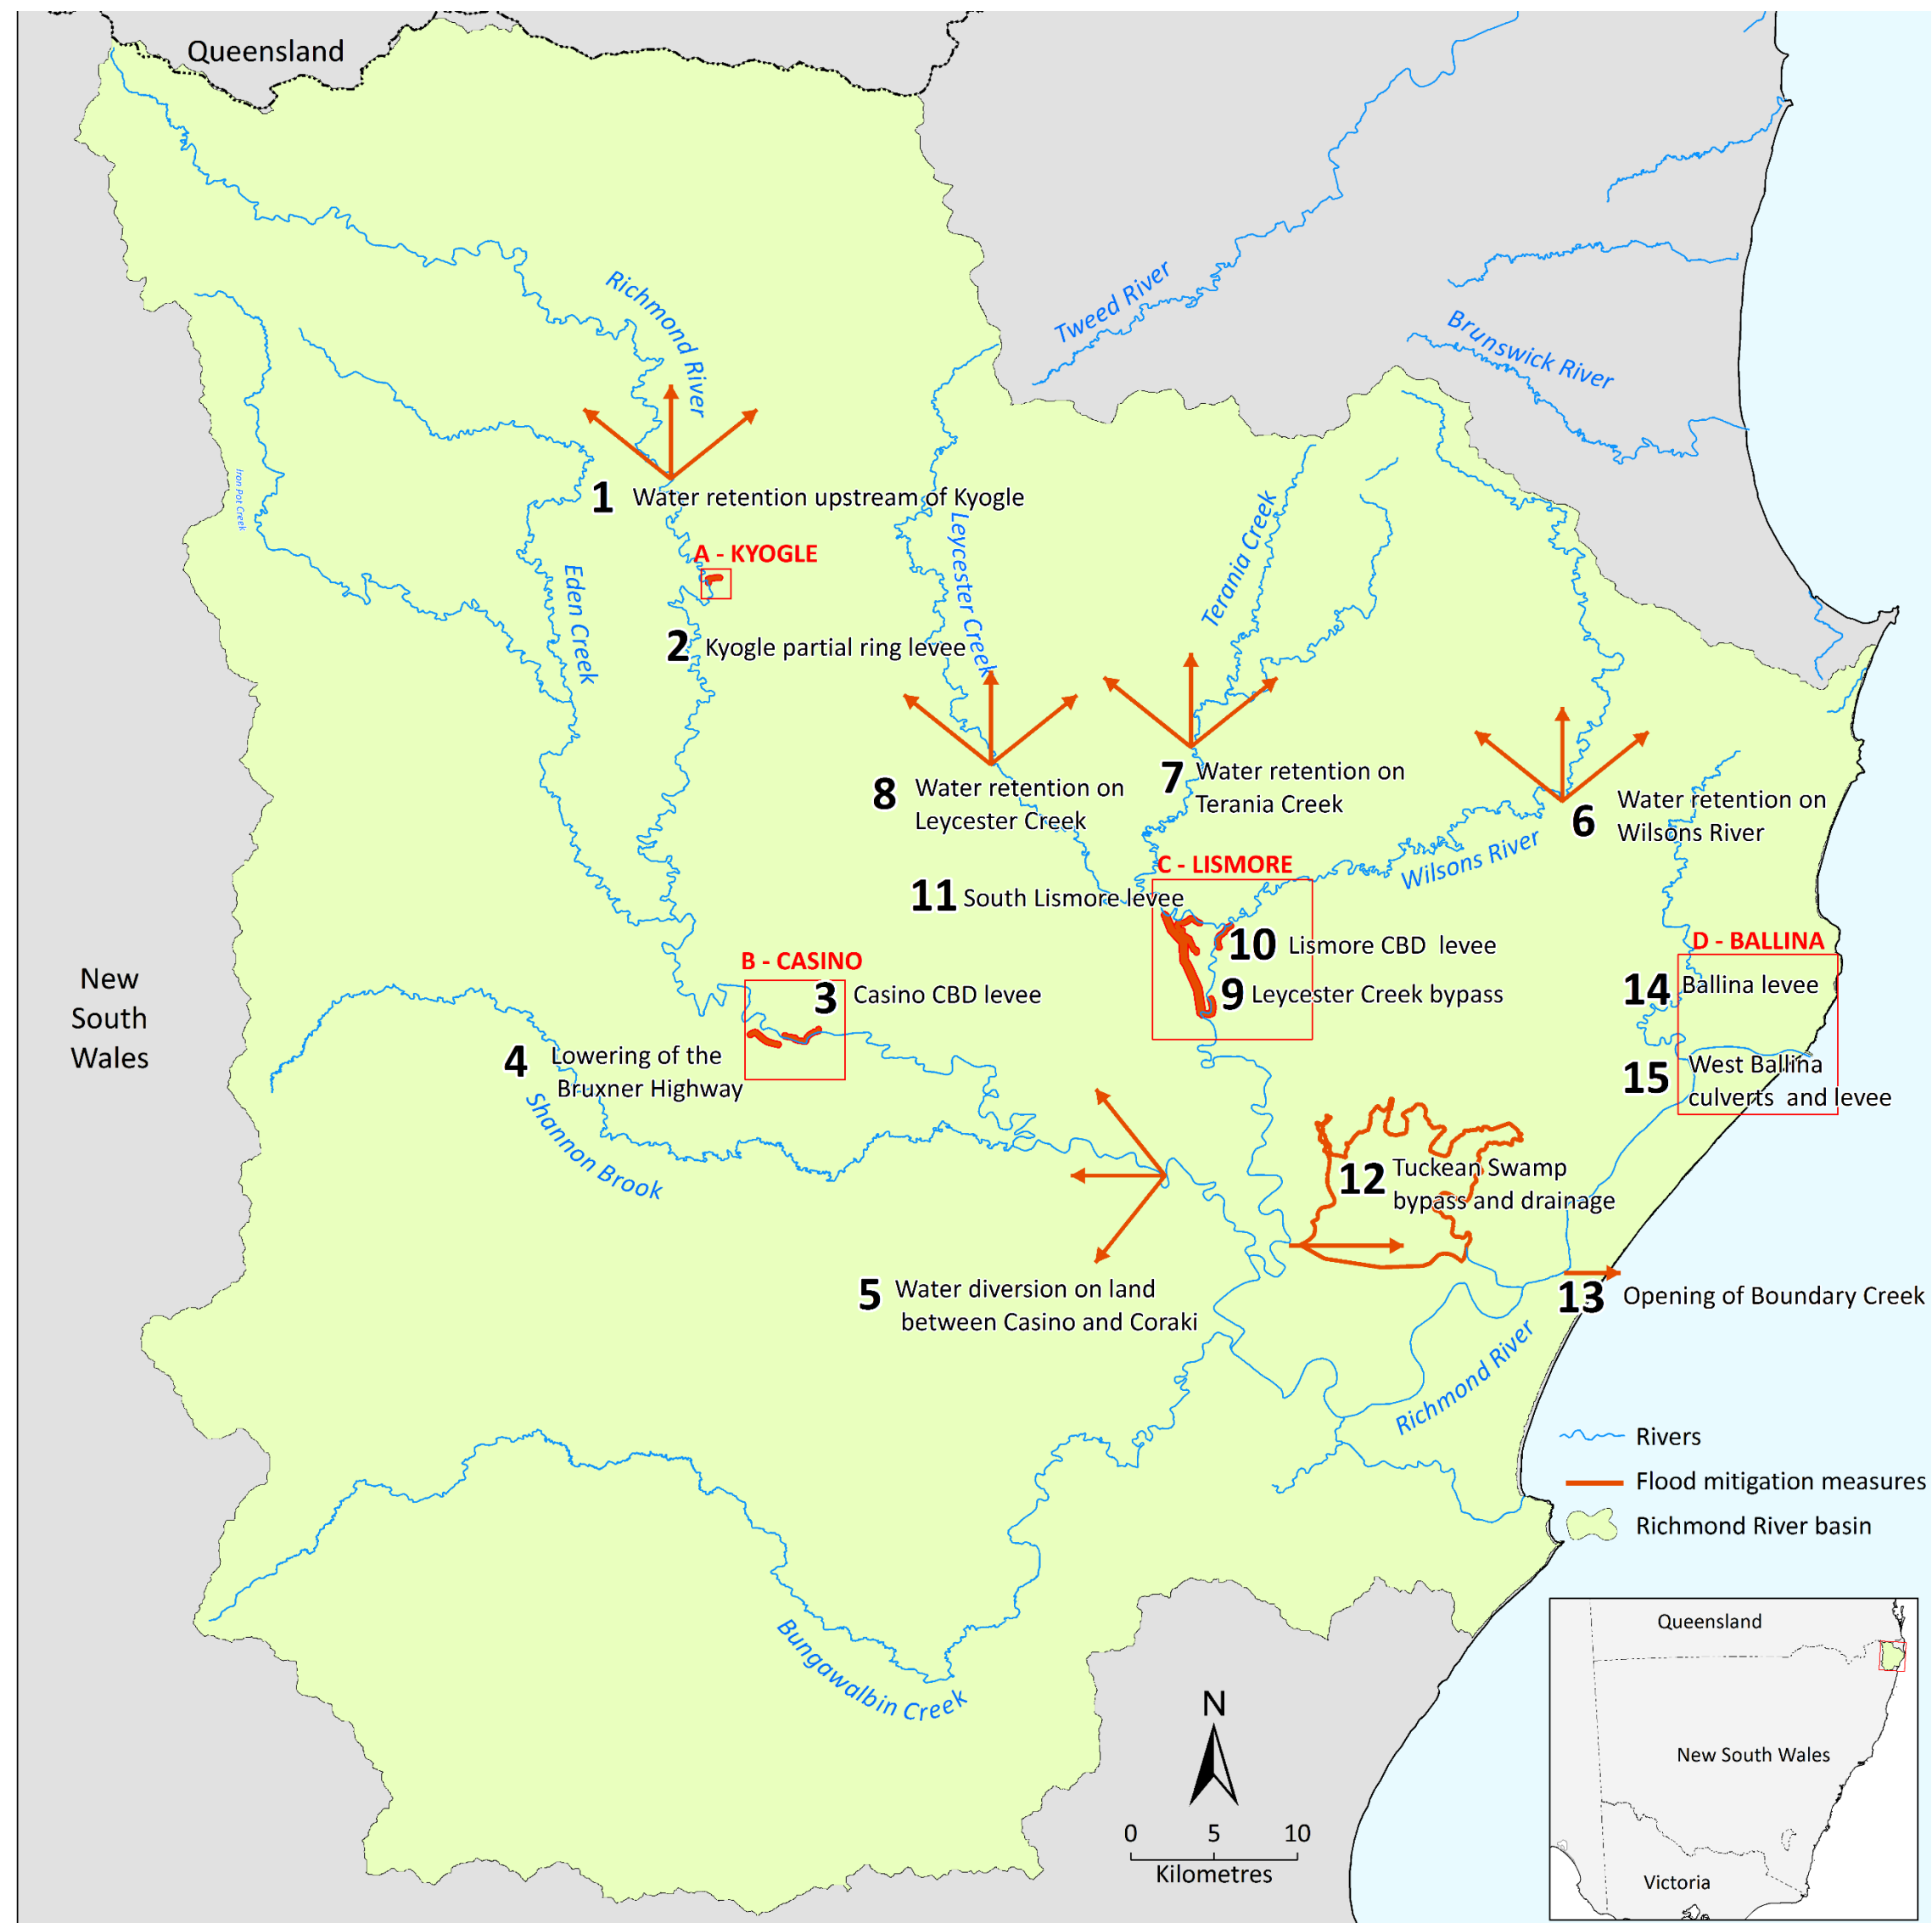 Queensland
Richmond River
Tweed River
Brunswick River
Iron Pot Creek
1 Water retention upstream of Kyogle
Leycester Creek
Terania Creek
A - KYOGLE
Eden Creek
2 Kyogle partial ring levee
8 Water retention on
Leycester Creek
7 Water retention on
Terania Creek
6 Water retention on
Wilsons River
Wilsons River
C - LISMORE
11 South Lismore levee
10 Lismore CBD levee
9 Leycester Creek bypass
D - BALLINA
14 Ballina levee
15 West Ballina
culverts and levee
B - CASINO
3 Casino CBD levee
New
South
Wales
4 Lowering of the
Bruxner Highway
Shannon Brook
12 Tuckean Swamp
bypass and drainage
5 Water diversion on land
between Casino and Coraki
13 Opening of Boundary Creek
Richmond River
Rivers
Flood mitigation measures
Richmond River basin
Bungawalbin Creek
N
0 5 10
Kilometres
Queensland
New South Wales
Victoria